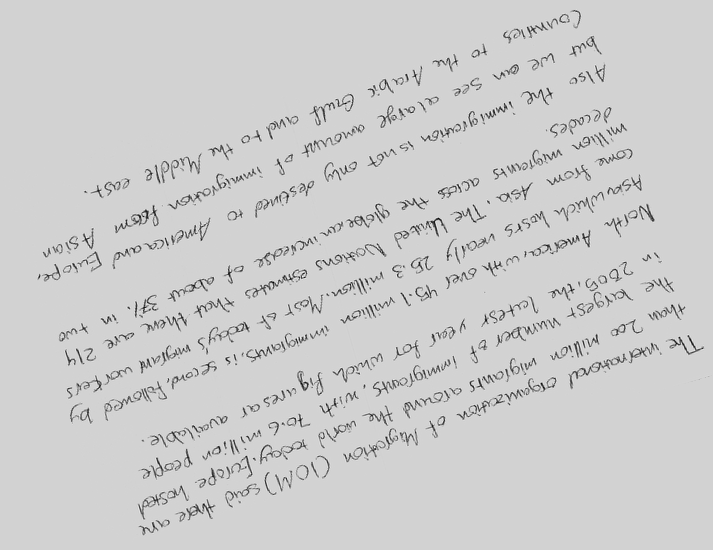 The international organization of Migration (IOM) said there are
than 200 million migrants around the world today. Europe hosted
the largest number of immigrants, with 70.6 million people
in 2005, the latest year for which figures ar available.
North America, with over 45.1 million immigrants, is second, followed by
Asia which hosts nearly 25.3 million. Most of today's migrant workers
come from Asia. The United Nations estimates that there are 214
million migrants across the globe, an increase of about 37% in two
decades.
Also the immigration is not only destined to America and Europe,
but we can see a large amount of immigration from Asian
Countries to the Arabic Gulf and to the Middle east.